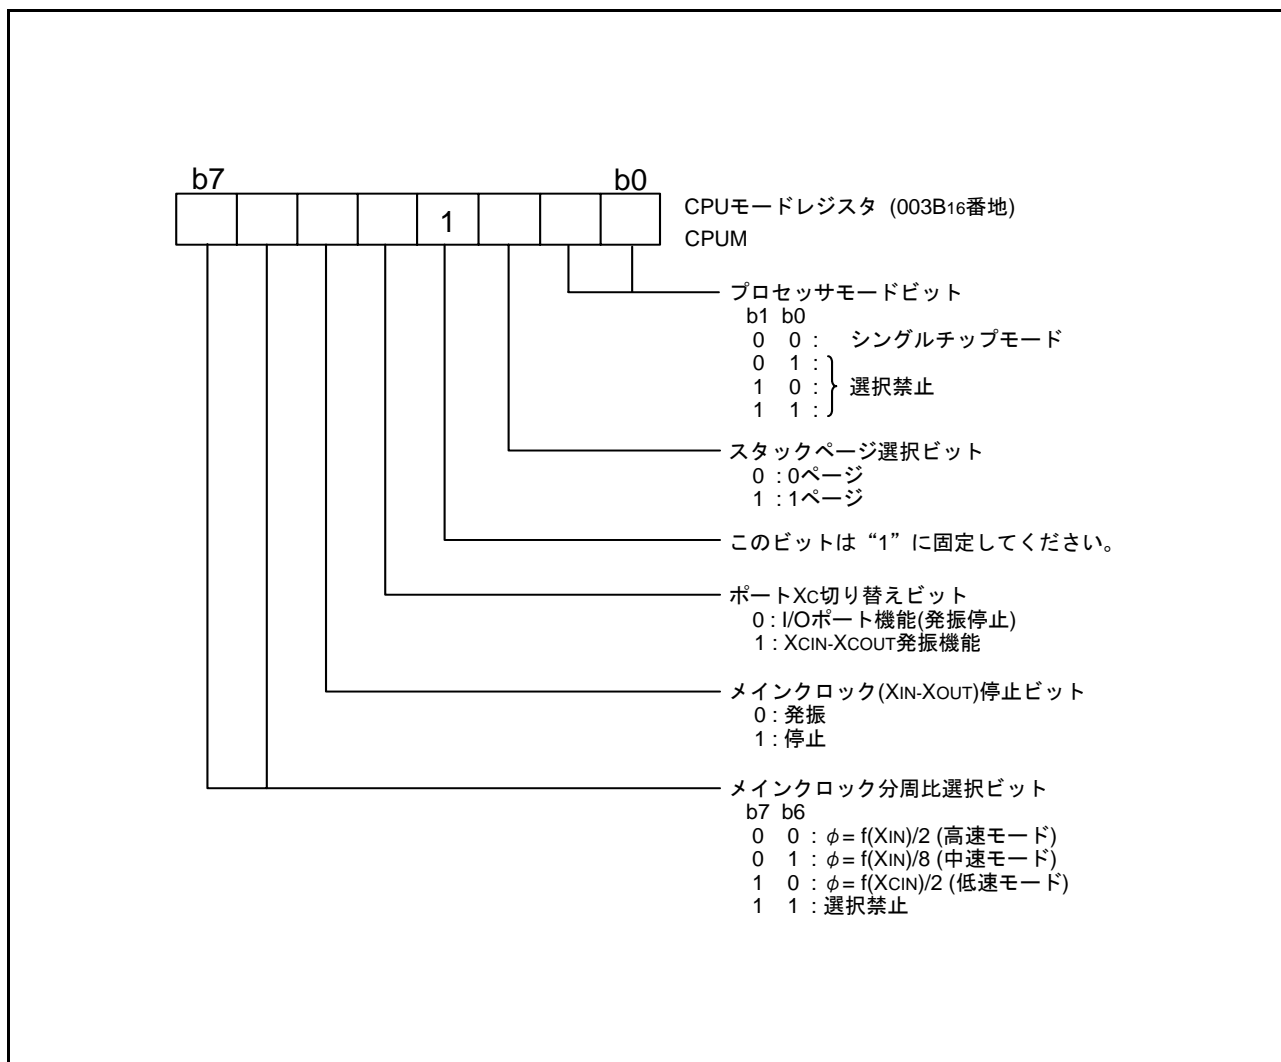 b7 b0
1
CPUモードレジスタ (003B16番地)
CPUM
プロセッサモードビット
b1 b0
0 0 : シングルチップモード
0 1 :
1 0 : 選択禁止
1 1 :
スタックページ選択ビット
0 : 0ページ
1 : 1ページ
このビットは“1”に固定してください。
ポートXC切り替えビット
0 : I/Oポート機能(発振停止)
1 : XCIN-XCOUT発振機能
メインクロック(XIN-XOUT)停止ビット
0 : 発振
1 : 停止
メインクロック分周比選択ビット
b7 b6
0 0 : φ= f(XIN)/2 (高速モード)
0 1 : φ= f(XIN)/8 (中速モード)
1 0 : φ= f(XCIN)/2 (低速モード)
1 1 : 選択禁止